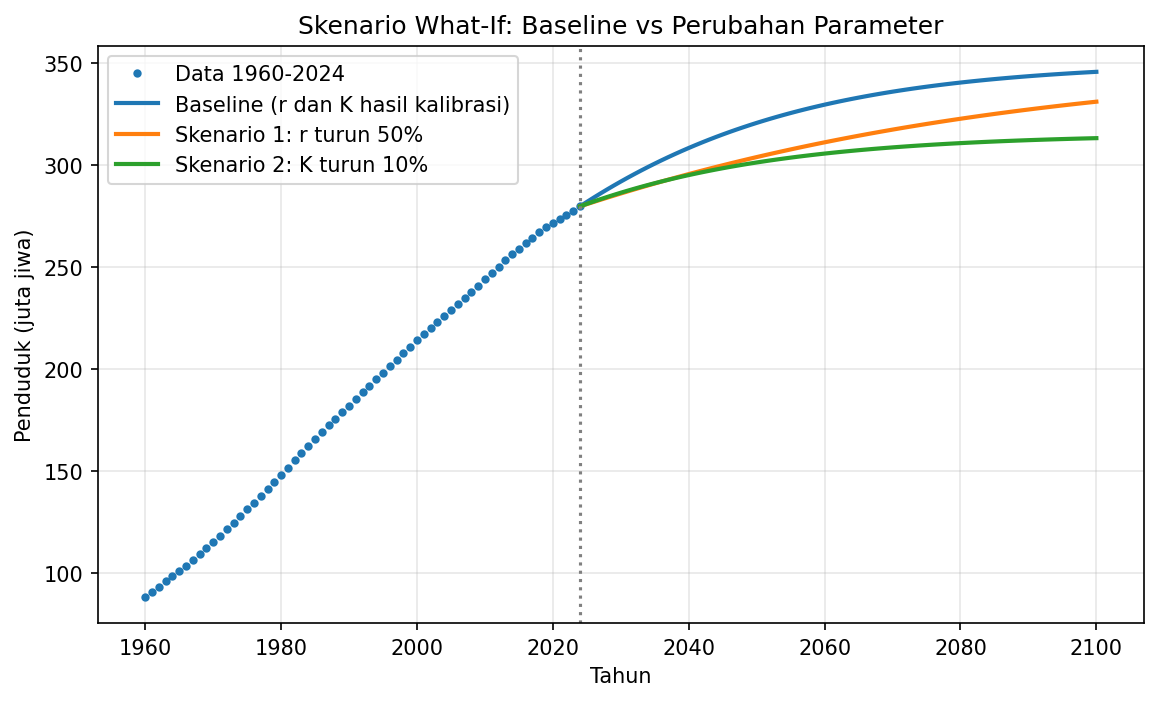 Skenario What-If: Baseline vs Perubahan Parameter
Data 1960-2024
Baseline (r dan K hasil kalibrasi)
Skenario 1: r turun 50%
Skenario 2: K turun 10%
Penduduk (juta jiwa)
350
300
250
200
150
100
1960 1980 2000 2020 2040 2060 2080 2100
Tahun